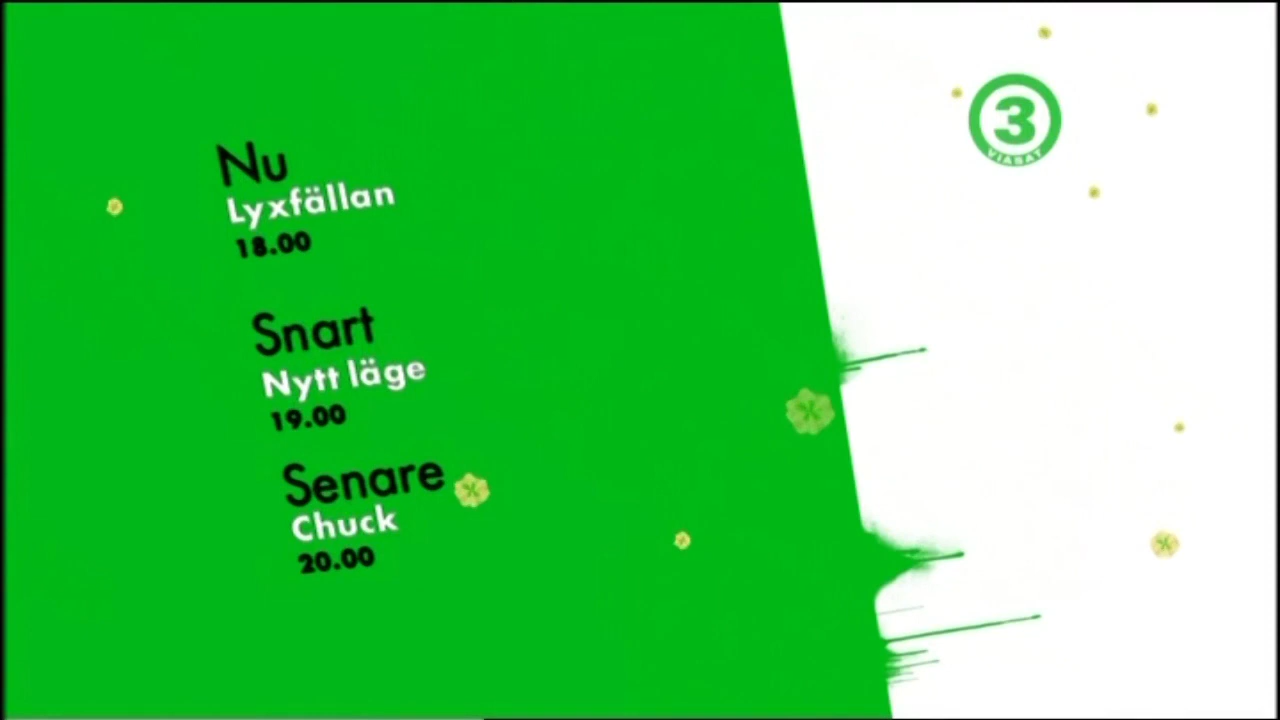 Nu
Lyxfällan
18.00
Snart
Nytt läge
19.00
Senare
Chuck
20.00
3
VIASAT